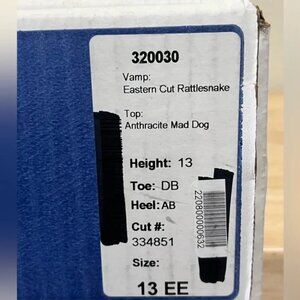 320030
Vamp:
Eastern Cut Rattlesnake
Top:
Anthracite Mad Dog
Height: 13
Toe: DB
Heel: AB
Cut #:
334851
Size:
13 EE
220800000632